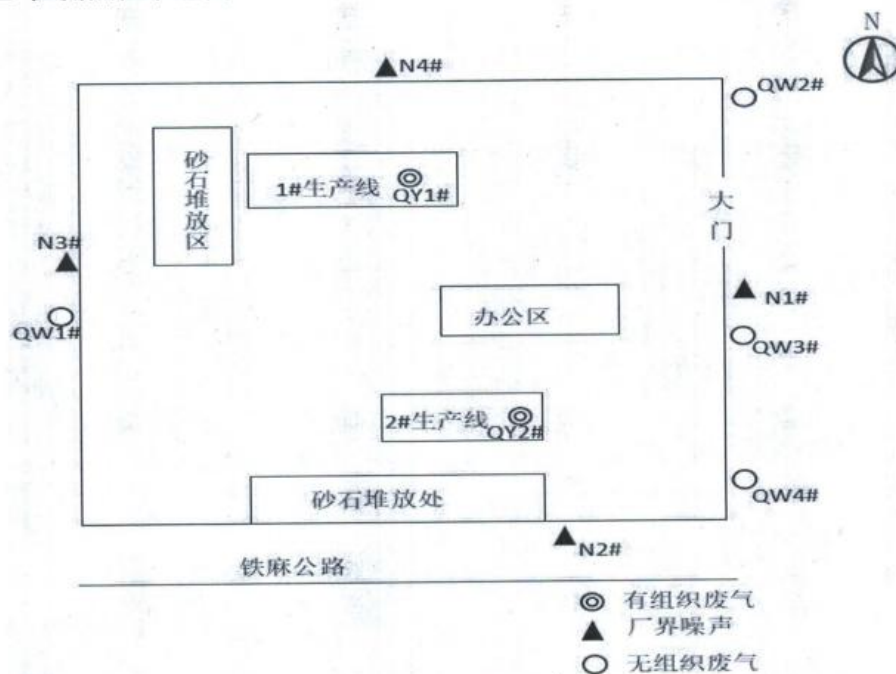 N
N4#
QW2#
砂石堆放区
1#生产线
QY1#
大门
N3#
N1#
QW1#
办公区
QW3#
2#生产线
QY2#
QW4#
砂石堆放处
N2#
铁麻公路
有组织废气
厂界噪声
无组织废气